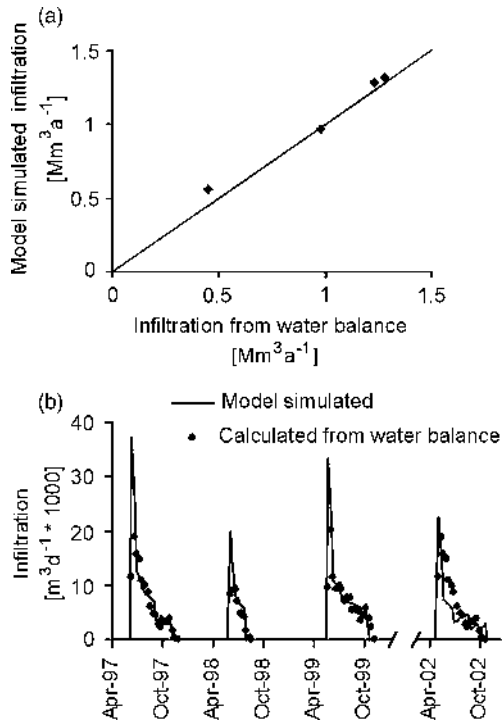 (a)
1.5
1
0.5
0
Model simulated infiltration
[Mm³a⁻¹]
0
0.5
1
1.5
Infiltration from water balance
[Mm³a⁻¹]
(b)
Model simulated
Calculated from water balance
40
30
20
10
0
Infiltration
[m³d⁻¹ * 1000]
Apr-97
Oct-97
Apr-98
Oct-98
Apr-99
Oct-99
Apr-02
Oct-02